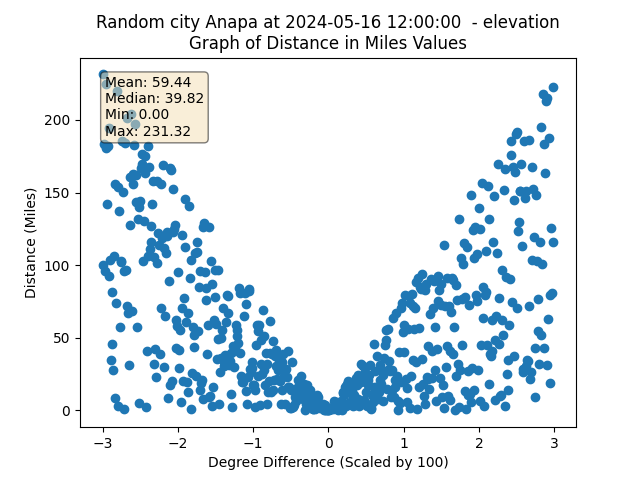 Random city Anapa at 2024-05-16 12:00:00 - elevation
Graph of Distance in Miles Values
Mean: 59.44
Median: 39.82
Min: 0.00
Max: 231.32
Distance (Miles)
200
150
100
50
0
−3
−2
−1
0
1
2
3
Degree Difference (Scaled by 100)